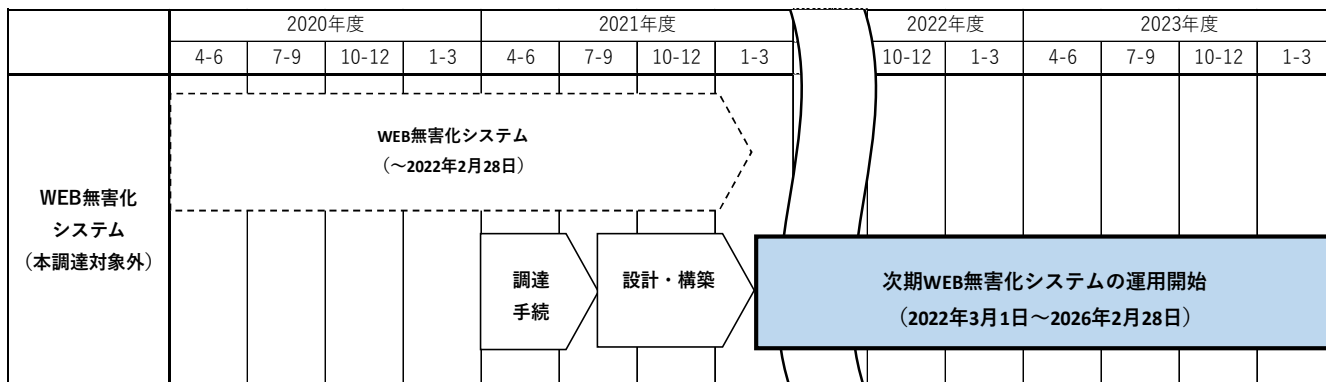 2020年度 2021年度 2022年度 2023年度
4-6 7-9 10-12 1-3 4-6 7-9 10-12 1-3 10-12 1-3 4-6 7-9 10-12 1-3
WEB無害化
システム
（本調達対象外）
WEB無害化システム
（～2022年2月28日）
調達
手続
設計・構築
次期WEB無害化システムの運用開始
（2022年3月1日～2026年2月28日）